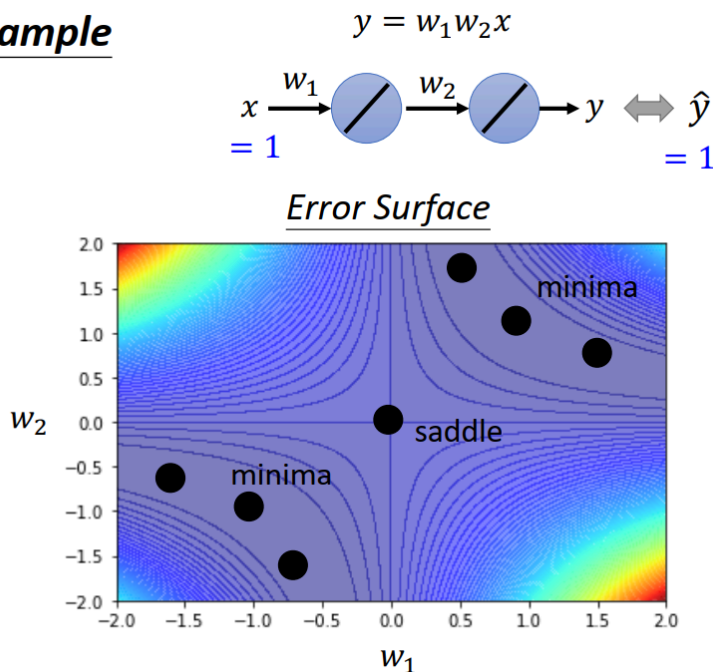 ample
y = w₁w₂x
w₁ w₂
x y ŷ
= 1 = 1
Error Surface
2.0
1.5 minima
1.0
0.5
w₂ 0.0 saddle
−0.5 minima
−1.0
−1.5
−2.0
−2.0 −1.5 −1.0 −0.5 0.0 0.5 1.0 1.5 2.0
w₁